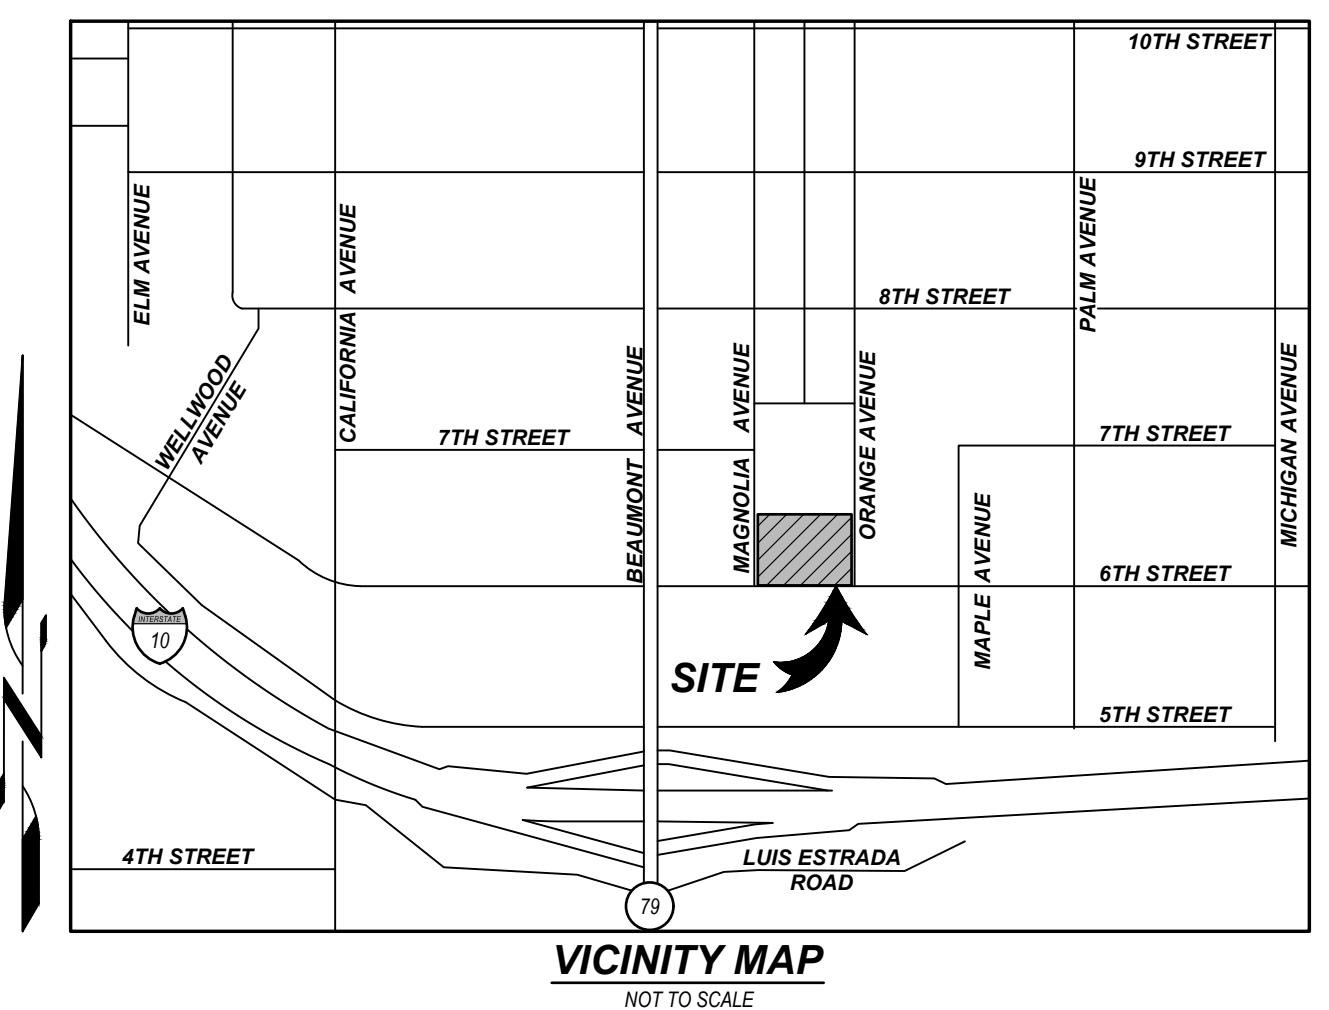 10TH STREET
9TH STREET
ELM AVENUE
CALIFORNIA AVENUE
PALM AVENUE
8TH STREET
WELLWOOD
AVENUE
7TH STREET
BEAUMONT AVENUE
MAGNOLIA AVENUE
ORANGE AVENUE
7TH STREET
MICHIGAN AVENUE
MAPLE AVENUE
6TH STREET
INTERSTATE
10
SITE
5TH STREET
4TH STREET
LUIS ESTRADA
ROAD
79
N
VICINITY MAP
NOT TO SCALE